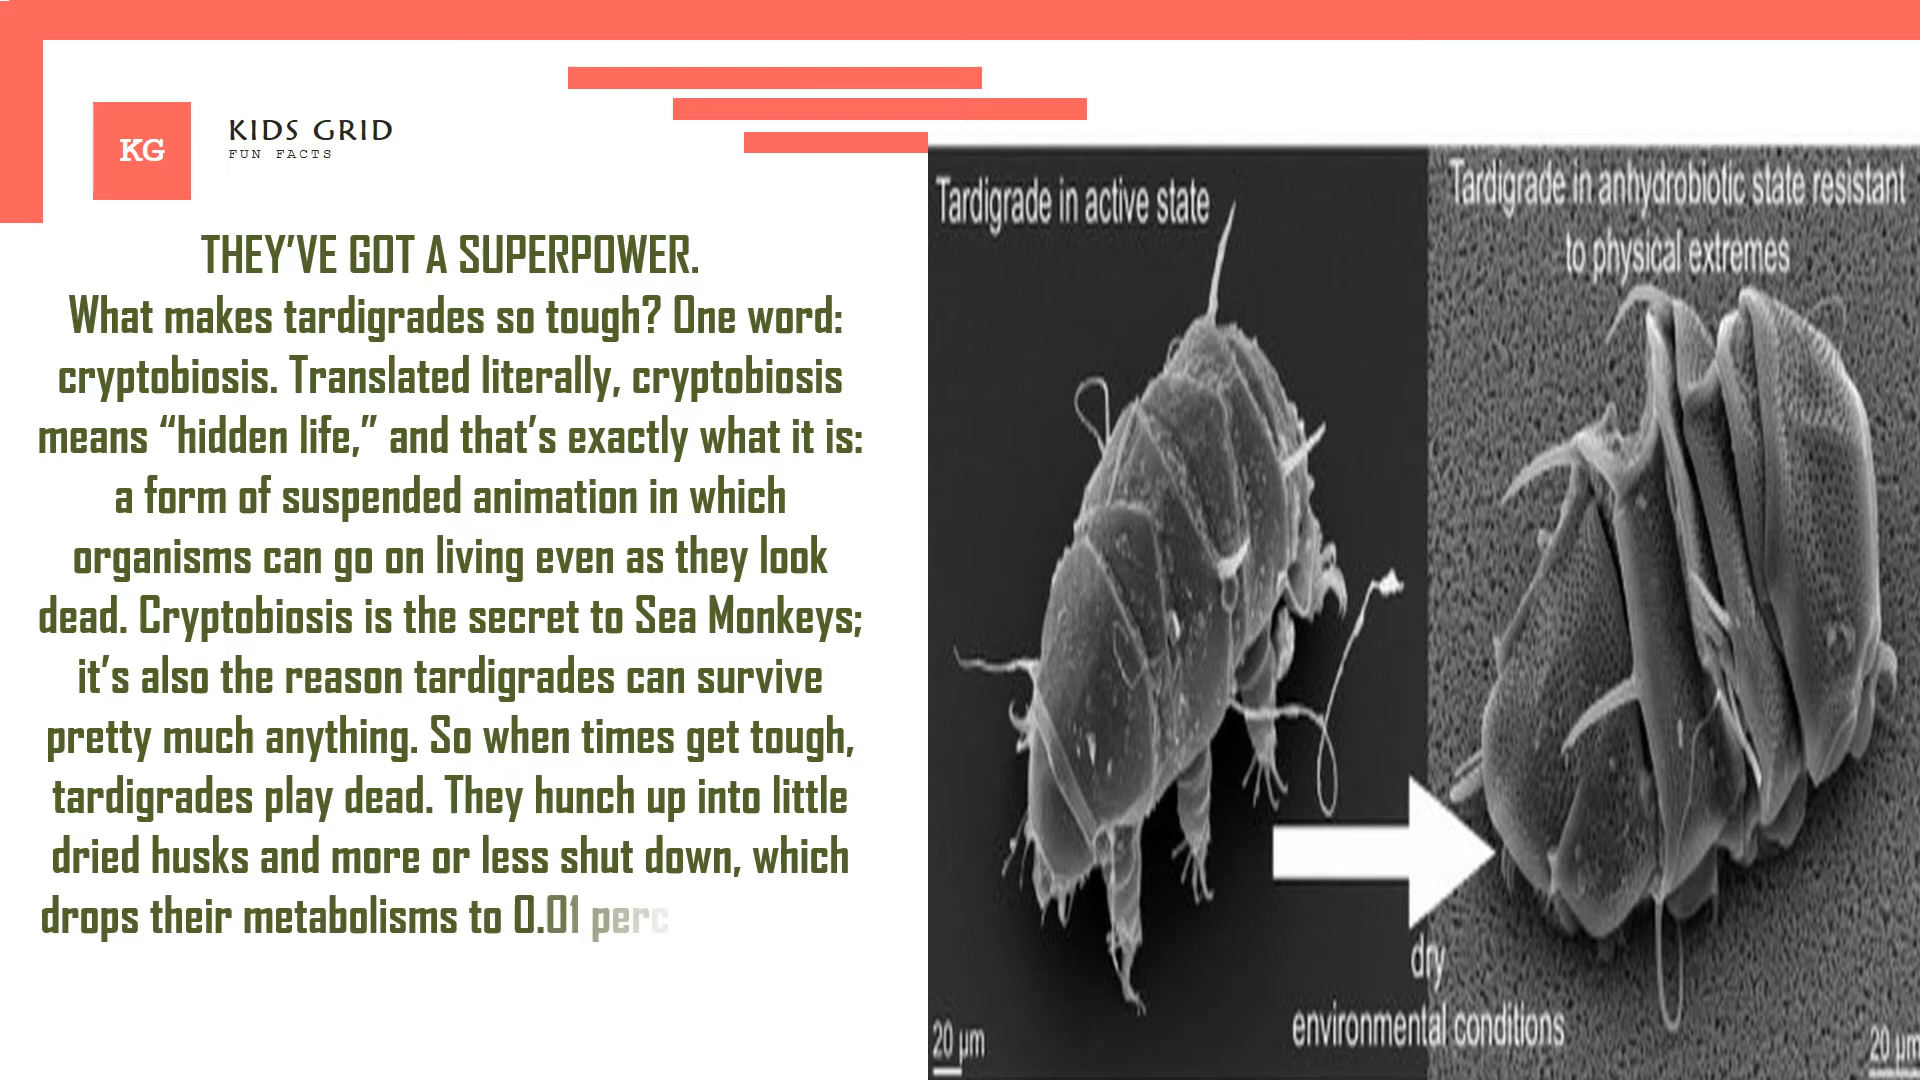 KG
KIDS GRID
FUN FACTS
THEY’VE GOT A SUPERPOWER.
What makes tardigrades so tough? One word:
cryptobiosis. Translated literally, cryptobiosis
means “hidden life,” and that’s exactly what it is:
a form of suspended animation in which
organisms can go on living even as they look
dead. Cryptobiosis is the secret to Sea Monkeys;
it’s also the reason tardigrades can survive
pretty much anything. So when times get tough,
tardigrades play dead. They hunch up into little
dried husks and more or less shut down, which
drops their metabolisms to 0.01 perc
Tardigrade in active state
Tardigrade in anhydrobiotic state resistant
to physical extremes
dry
environmental conditions
20 µm
20 µm